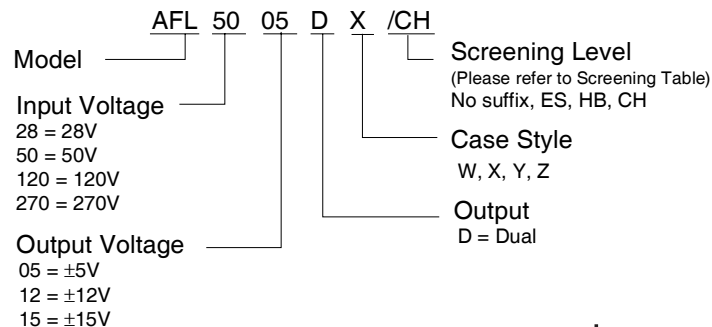 AFL 50 05 D X /CH
Model
Input Voltage
28 = 28V
50 = 50V
120 = 120V
270 = 270V
Output Voltage
05 = ±5V
12 = ±12V
15 = ±15V
Screening Level
(Please refer to Screening Table)
No suffix, ES, HB, CH
Case Style
W, X, Y, Z
Output
D = Dual